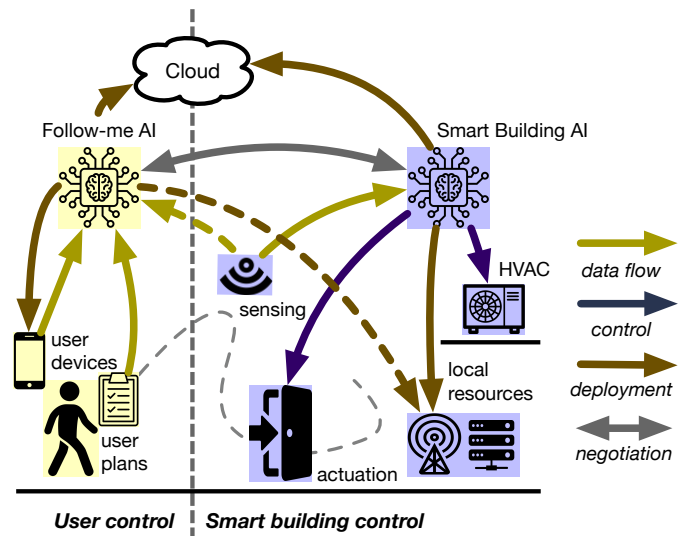 Cloud
Follow-me AI
Smart Building AI
HVAC
data flow
sensing
control
user
devices
local
resources
deployment
user
plans
actuation
negotiation
User control
Smart building control